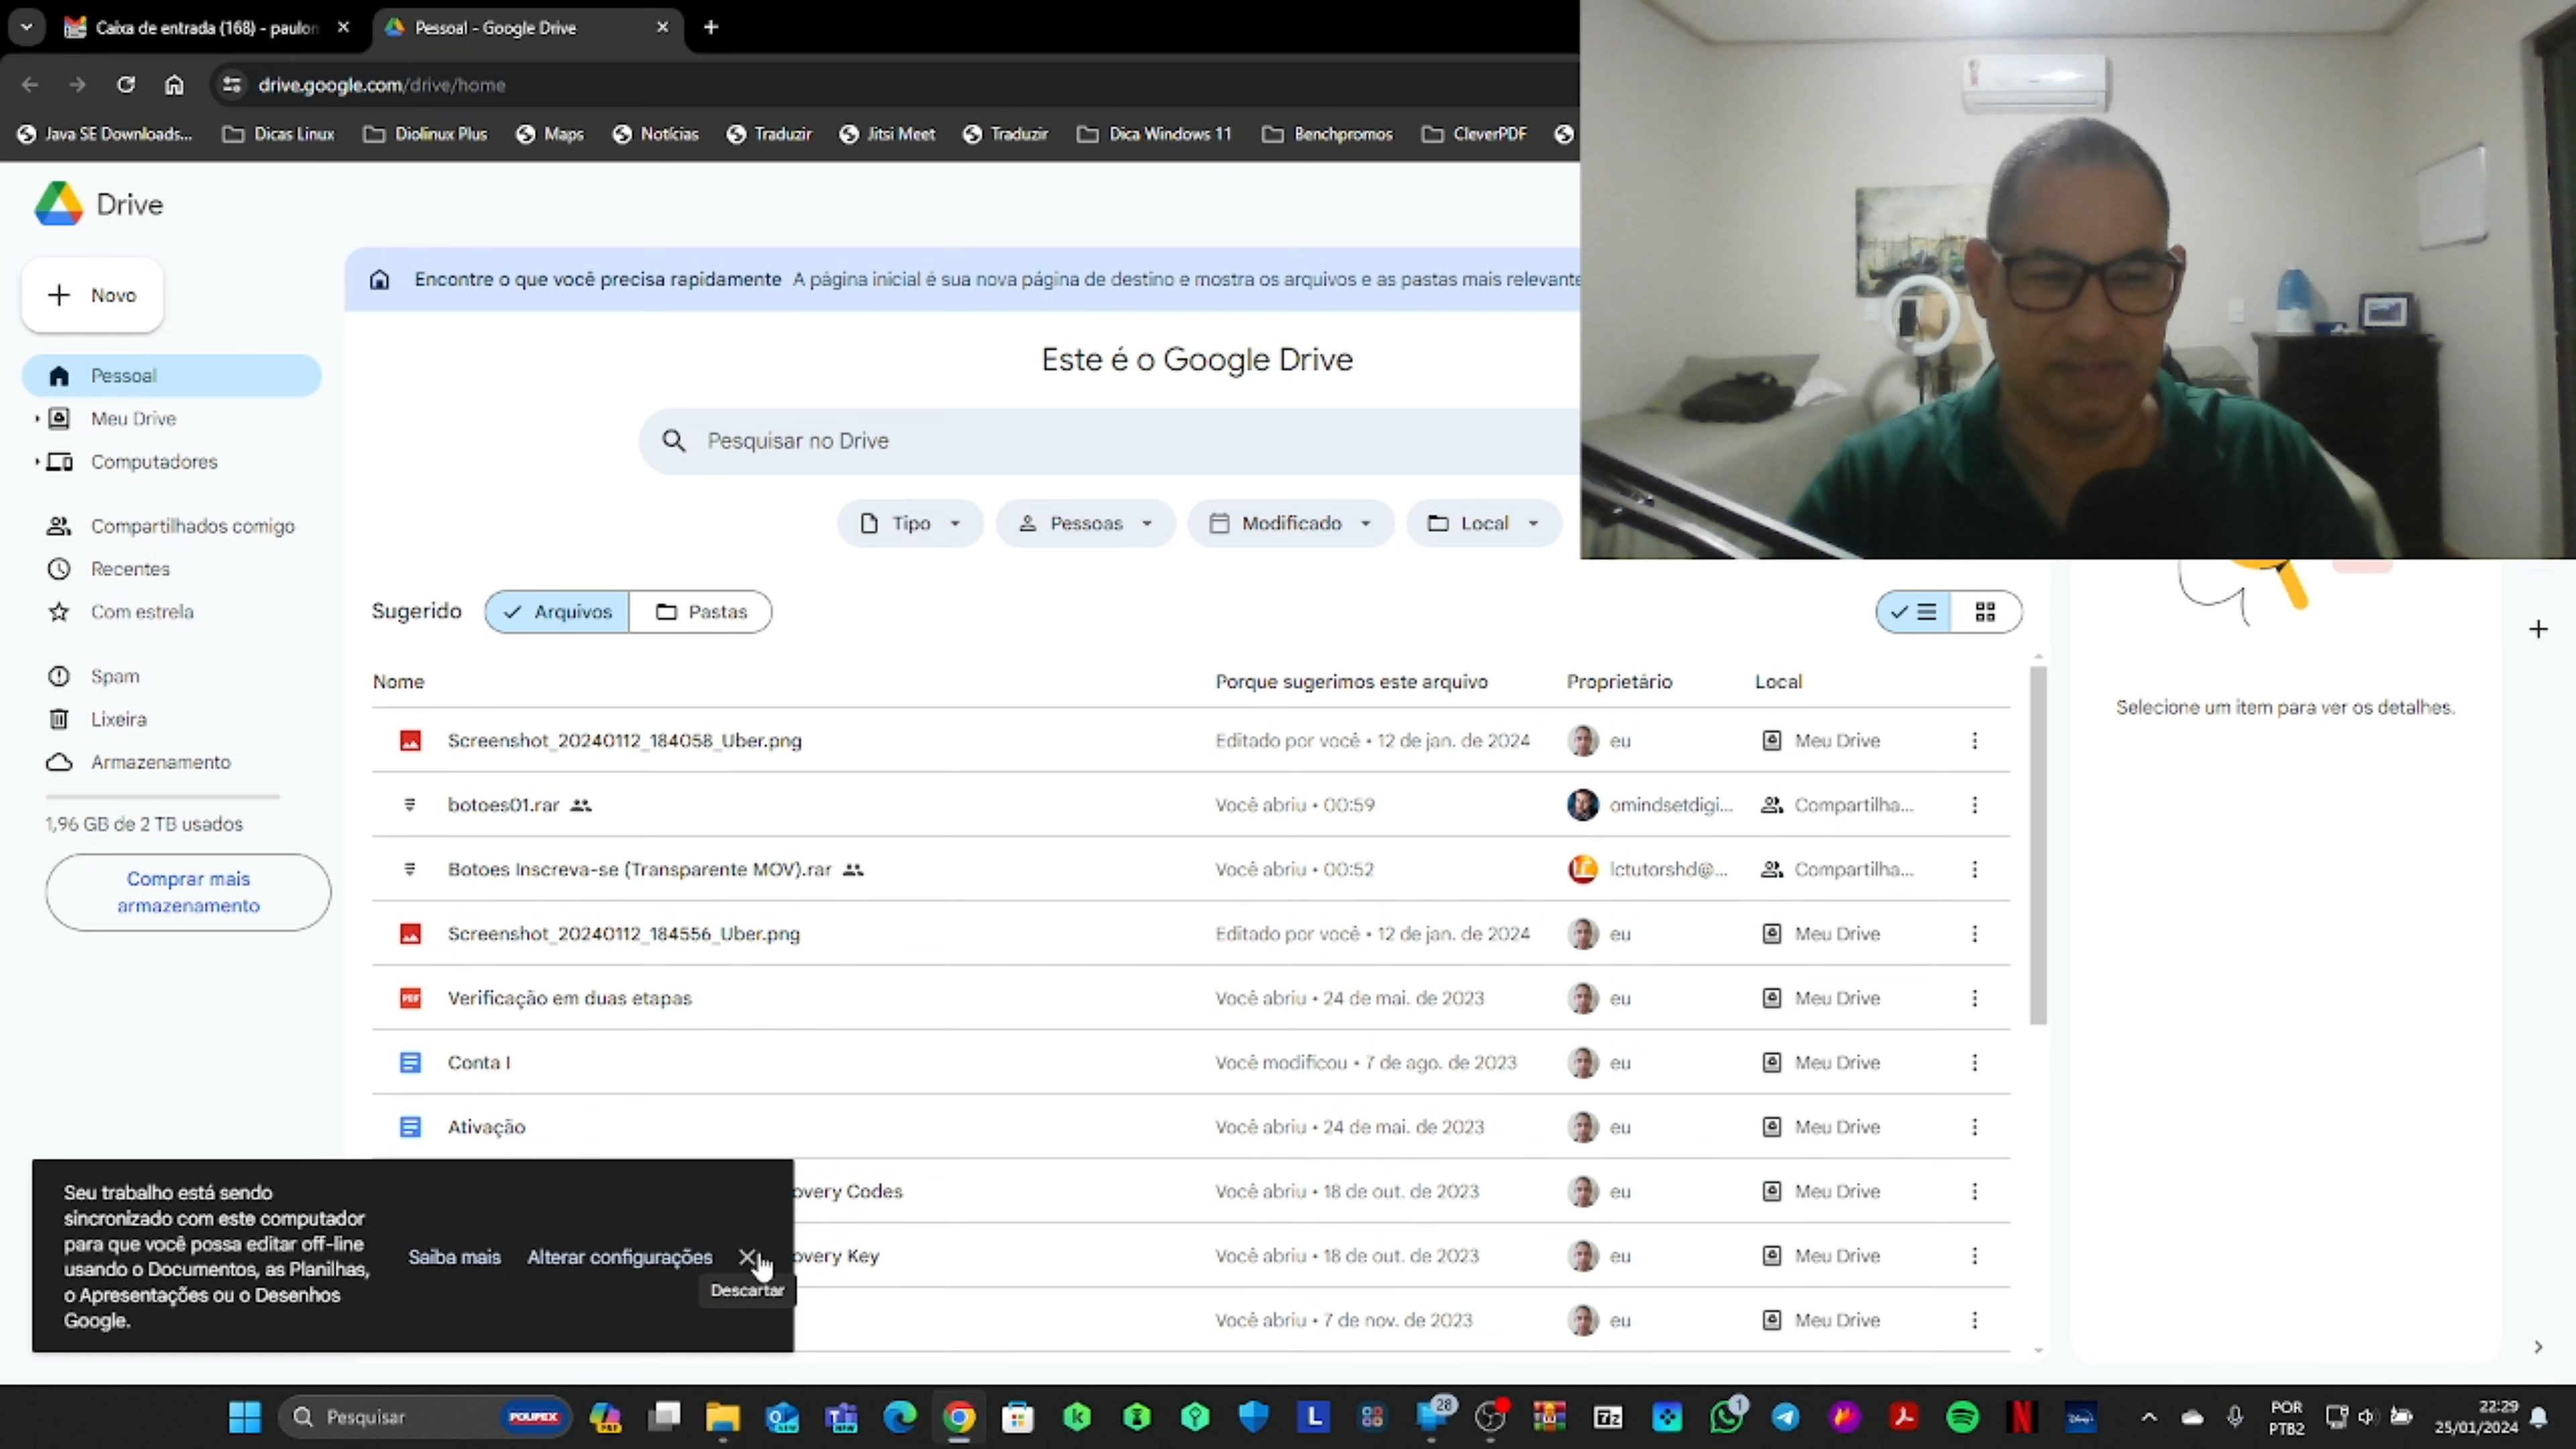 Caixa de entrada (168) - paulon
Pessoal - Google Drive
drive.google.com/drive/home
Java SE Downloads...
Dicas Linux
Diolinux Plus
Maps
Notícias
Traduzir
Jitsi Meet
Traduzir
Dica Windows 11
Benchpromos
CleverPDF
Drive
Novo
Pessoal
Meu Drive
Computadores
Compartilhados comigo
Recentes
Com estrela
Spam
Lixeira
Armazenamento
1,96 GB de 2 TB usados
Comprar mais
armazenamento
Encontre o que você precisa rapidamente A página inicial é sua nova página de destino e mostra os arquivos e as pastas mais relevante
Este é o Google Drive
Pesquisar no Drive
Tipo
Pessoas
Modificado
Local
Sugerido
Arquivos
Pastas
Nome Porque sugerimos este arquivo Proprietário Local
Screenshot_20240112_184058_Uber.png Editado por você • 12 de jan. de 2024 eu Meu Drive
botoes01.rar Você abriu • 00:59 omindsetdigi... Compartilha...
Botoes Inscreva-se (Transparente MOV).rar Você abriu • 00:52 lctutorshd@... Compartilha...
Screenshot_20240112_184556_Uber.png Editado por você • 12 de jan. de 2024 eu Meu Drive
PDF Verificação em duas etapas Você abriu • 24 de mai. de 2023 eu Meu Drive
Conta I Você modificou • 7 de ago. de 2023 eu Meu Drive
Ativação Você abriu • 24 de mai. de 2023 eu Meu Drive
overy Codes Você abriu • 18 de out. de 2023 eu Meu Drive
overy Key Você abriu • 18 de out. de 2023 eu Meu Drive
Você abriu • 7 de nov. de 2023 eu Meu Drive
Selecione um item para ver os detalhes.
Seu trabalho está sendo
sincronizado com este computador
para que você possa editar off-line
usando o Documentos, as Planilhas,
o Apresentações ou o Desenhos
Google.
Saiba mais
Alterar configurações
Descartar
Pesquisar
POUPEX
L
28
7z
1
N
POR
PTB2
22:29
25/01/2024